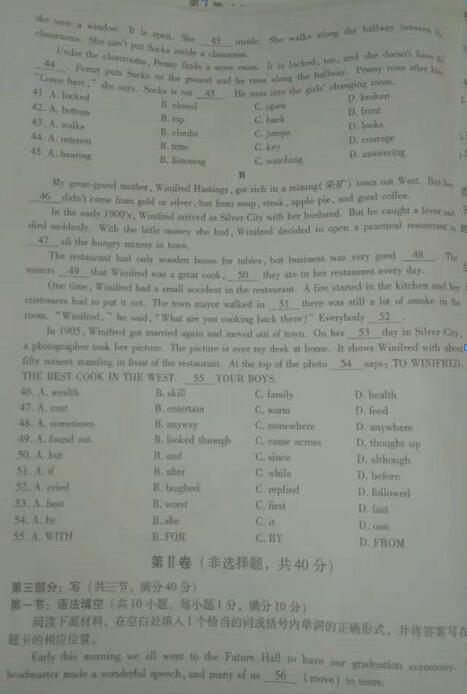 she sees a window. It is open. She 43 inside. She walks along the hallway between
classrooms. She can't put Socks inside a classroom.
Under the classrooms, Penny finds a store room. It is locked, too, and she doesn't have a
44 . Penny puts Socks on the ground and he runs along the hallway. Penny runs after him.
"Come here," she says. Socks is not 45 . He runs into the girls' changing room.
41. A. locked B. closed C. open D. broken
42. A. bottom B. top C. back D. front
43. A. walks B. climbs C. jumps D. looks
44. A. interest B. time C. key D. courage
45. A. hearing B. listening C. watching D. answering
B
My great-grand mother, Winifred Hastings, got rich in a mining(采矿) town out West. But her
46 didn't come from gold or silver, but from soup, steak, apple pie, and good coffee.
In the early 1900's, Winifred arrived in Silver City with her husband. But he caught a fever and
died suddenly. With the little money she had, Winifred decided to open a practical restaurant to
47 all the hungry miners in town.
The restaurant had only wooden boxes for tables, but business was very good 48 . The
miners 49 that Winifred was a great cook, 50 they ate in her restaurant every day.
One time, Winifred had a small accident in the restaurant. A fire started in the kitchen and her
customers had to put it out. The town mayor walked in 51 there was still a lot of smoke in the
room. "Winifred," he said, "What are you cooking back there?" Everybody 52 .
In 1905, Winifred got married again and moved out of town. On her 53 day in Silver City,
a photographer took her picture. The picture is over my desk at home. It shows Winifred with about
fifty miners standing in front of the restaurant. At the top of the photo 54 says: TO WINIFRED:
THE BEST COOK IN THE WEST. 55 YOUR BOYS.
46. A. wealth B. skill C. family D. health
47. A. cost B. entertain C. warm D. feed
48. A. sometimes B. anyway C. somewhere D. anywhere
49. A. found out B. looked through C. came across D. thought up
50. A. but B. and C. since D. although
51. A. if B. after C. while D. before
52. A. cried B. laughed C. replied D. followed
53. A. best B. worst C. first D. last
54. A. he B. she C. it D. one
55. A. WITH B. FOR C. BY D. FROM
第Ⅱ卷（非选择题，共40分）
第三部分：写（共三节，满分40分）
第一节：语法填空（共10小题，每小题1分，满分10分）
阅读下面材料，在空白处填入1个恰当的词或括号内单词的正确形式，并将答案写在
题卡的相应位置。
Early this morning we all went to the Future Hall to have our graduation ceremony.
headmaster made a wonderful speech, and many of us 56 (move) to tears.